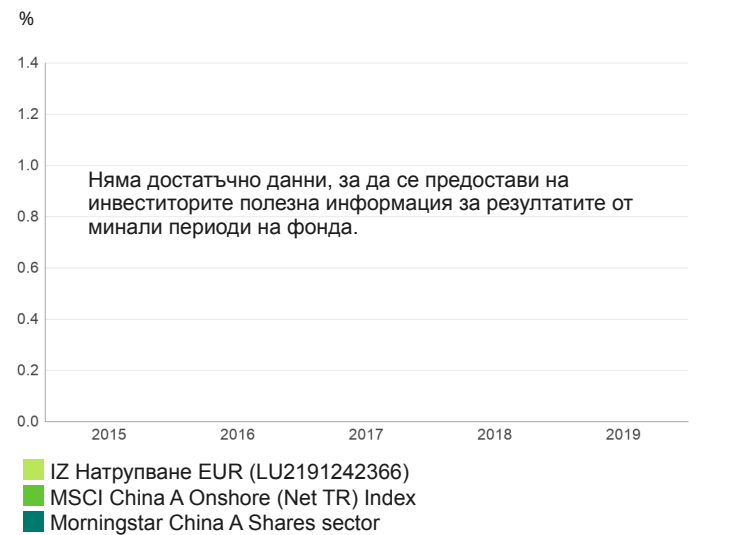 %
1.4
1.2
1.0
Няма достатъчно данни, за да се предостави на
инвеститорите полезна информация за резултатите от
минали периоди на фонда.
0.8
0.6
0.4
0.2
0.0
2015 2016 2017 2018 2019
IZ Натрупване EUR (LU2191242366)
MSCI China A Onshore (Net TR) Index
Morningstar China A Shares sector